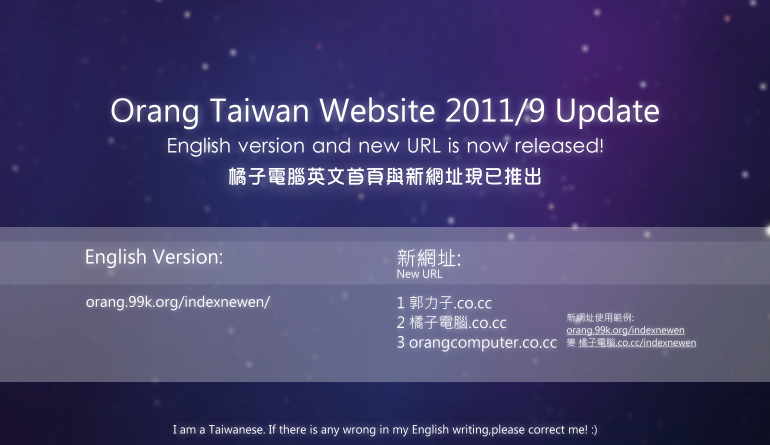 Orang Taiwan Website 2011/9 Update
English version and new URL is now released!
橘子電腦英文首頁與新網址現已推出
English Version:
orang.99k.org/indexnewen/
新網址:
New URL
1 郭力子.co.cc
2 橘子電腦.co.cc
3 orangcomputer.co.cc
新網址使用範例:
orang.99k.org/indexnewen
變 橘子電腦.co.cc/indexnewen
I am a Taiwanese. If there is any wrong in my English writing,please correct me! :)